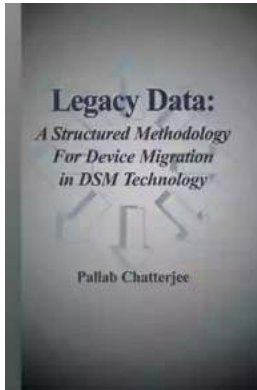 Legacy Data:
A Structured Methodology
For Device Migration
in DSM Technology
Pallab Chatterjee